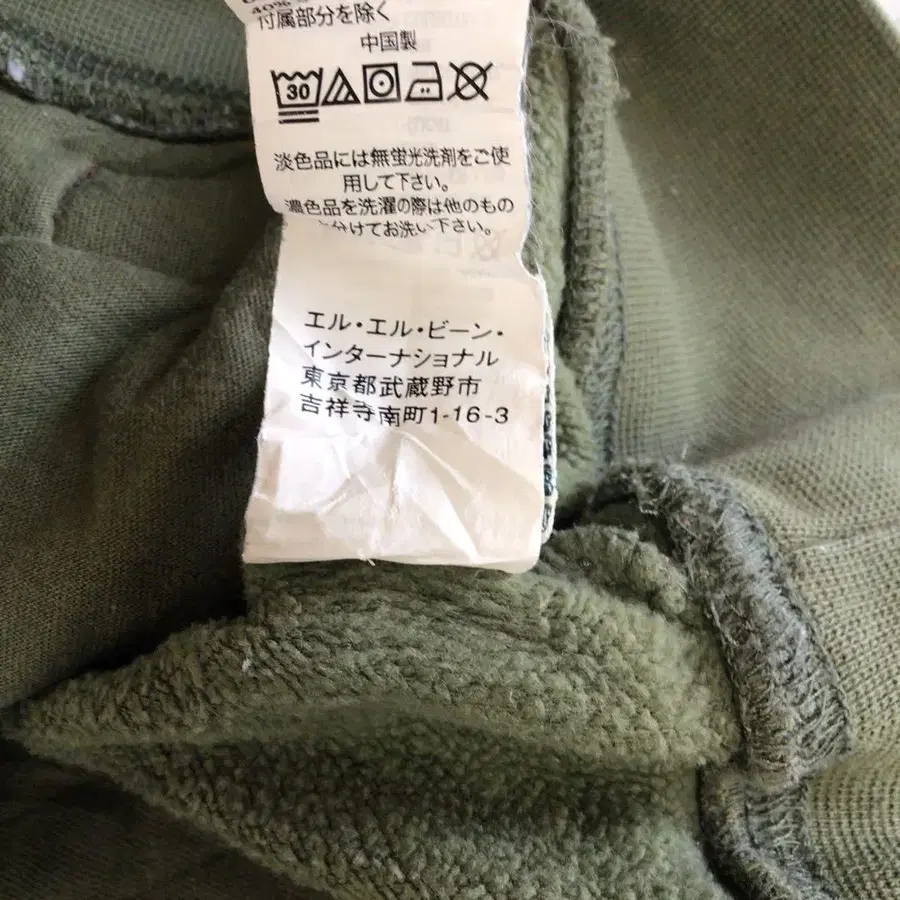 40%
付属部分を除く
中国製
30
淡色品には無蛍光洗剤をご使
用して下さい。
濃色品を洗濯の際は他のもの
と分けてお洗い下さい。
エル・エル・ビーン・
インターナショナル
東京都武蔵野市
吉祥寺南町1-16-3